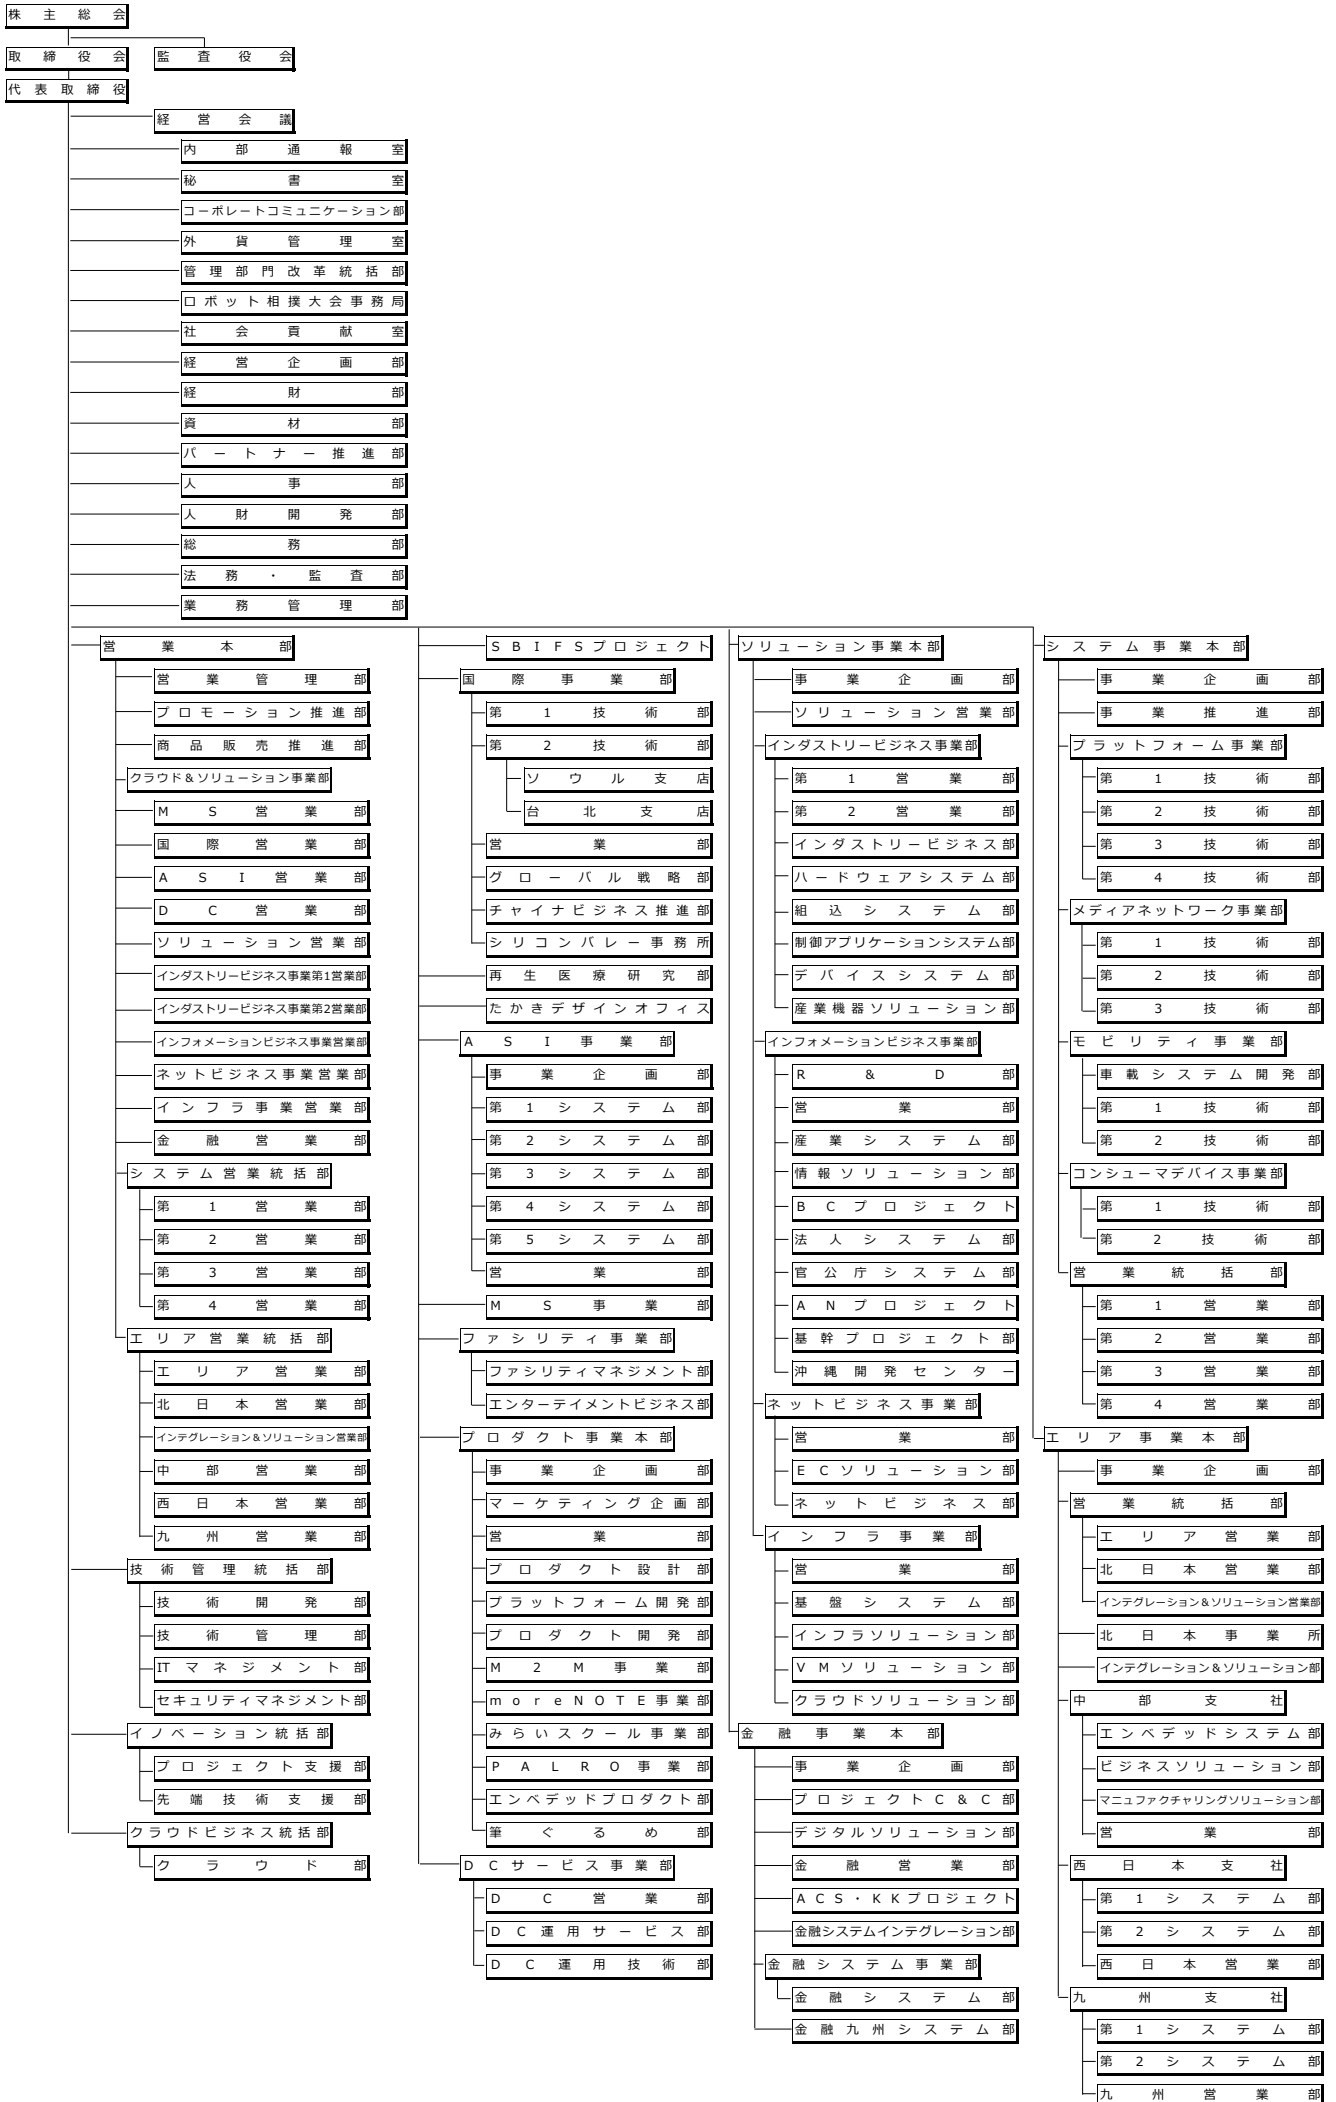 株主総会
取締役会
監査役会
代表取締役
経営会議
内部通報室
秘書室
コーポレートコミュニケーション部
外貨管理室
管理部門改革統括部
ロボット相撲大会事務局
社会貢献室
経営企画部
経財部
資材部
パートナー推進部
人事部
人財開発部
総務部
法務・監査部
業務管理部
営業本部
営業管理部
プロモーション推進部
商品販売推進部
クラウド&ソリューション事業部
MS営業部
国際営業部
ASI営業部
DC営業部
ソリューション営業部
インダストリービジネス事業第1営業部
インダストリービジネス事業第2営業部
インフォメーションビジネス事業営業部
ネットビジネス事業営業部
インフラ事業営業部
金融営業部
システム営業統括部
第1営業部
第2営業部
第3営業部
第4営業部
エリア営業統括部
エリア営業部
北日本営業部
インテグレーション&ソリューション営業部
中部営業部
西日本営業部
九州営業部
技術管理統括部
技術開発部
技術管理部
ITマネジメント部
セキュリティマネジメント部
イノベーション統括部
プロジェクト支援部
先端技術支援部
クラウドビジネス統括部
クラウド部
SBIFSプロジェクト
国際事業部
第1技術部
第2技術部
ソウル支店
台北支店
営業部
グローバル戦略部
チャイナビジネス推進部
シリコンバレー事務所
再生医療研究部
たかきデザインオフィス
ASI事業部
事業企画部
第1システム部
第2システム部
第3システム部
第4システム部
第5システム部
営業部
MS事業部
ファシリティ事業部
ファシリティマネジメント部
エンターテイメントビジネス部
プロダクト事業本部
事業企画部
マーケティング企画部
営業部
プロダクト設計部
プラットフォーム開発部
プロダクト開発部
M2M事業部
moreNOTE事業部
みらいスクール事業部
PALRO事業部
エンベデッドプロダクト部
筆ぐるめ部
DCサービス事業部
DC営業部
DC運用サービス部
DC運用技術部
ソリューション事業本部
事業企画部
ソリューション営業部
インダストリービジネス事業部
第1営業部
第2営業部
インダストリービジネス部
ハードウェアシステム部
組込システム部
制御アプリケーションシステム部
デバイスシステム部
産業機器ソリューション部
インフォメーションビジネス事業部
R&D部
営業部
産業システム部
情報ソリューション部
BCプロジェクト
法人システム部
官公庁システム部
ANプロジェクト
基幹プロジェクト部
沖縄開発センター
ネットビジネス事業部
営業部
ECソリューション部
ネットビジネス部
インフラ事業部
営業部
基盤システム部
インフラソリューション部
VMソリューション部
クラウドソリューション部
金融事業本部
事業企画部
プロジェクトC&C部
デジタルソリューション部
金融営業部
ACS・KKプロジェクト
金融システムインテグレーション部
金融システム事業部
金融システム部
金融九州システム部
システム事業本部
事業企画部
事業推進部
プラットフォーム事業部
第1技術部
第2技術部
第3技術部
第4技術部
メディアネットワーク事業部
第1技術部
第2技術部
第3技術部
モビリティ事業部
車載システム開発部
第1技術部
第2技術部
コンシューマデバイス事業部
第1技術部
第2技術部
営業統括部
第1営業部
第2営業部
第3営業部
第4営業部
エリア事業本部
事業企画部
営業統括部
エリア営業部
北日本営業部
インテグレーション&ソリューション営業部
北日本事業所
インテグレーション&ソリューション部
中部支社
エンベデッドシステム部
ビジネスソリューション部
マニュファクチャリングソリューション部
営業部
西日本支社
第1システム部
第2システム部
西日本営業部
九州支社
第1システム部
第2システム部
九州営業部